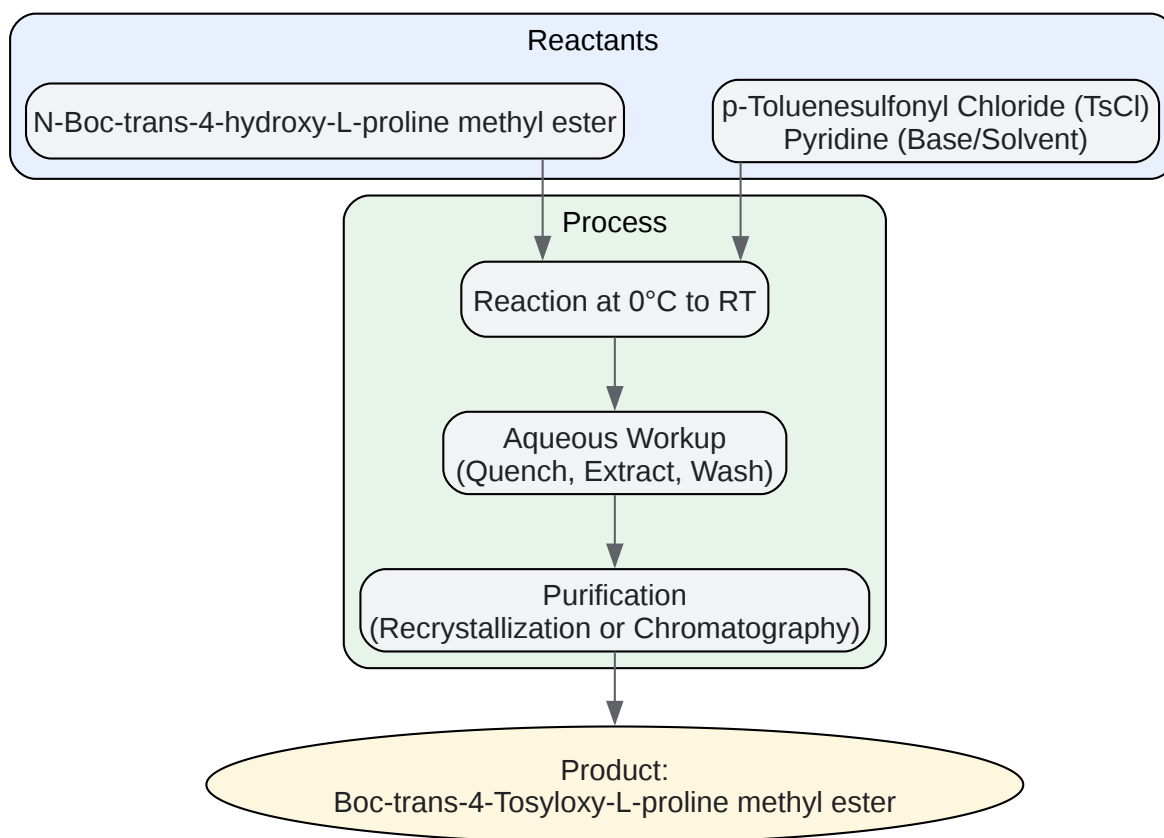 Reactants
N-Boc-trans-4-hydroxy-L-proline methyl ester
p-Toluenesulfonyl Chloride (TsCl)
Pyridine (Base/Solvent)
Process
Reaction at 0°C to RT
Aqueous Workup
(Quench, Extract, Wash)
Purification
(Recrystallization or Chromatography)
Product:
Boc-trans-4-Tosyloxy-L-proline methyl ester